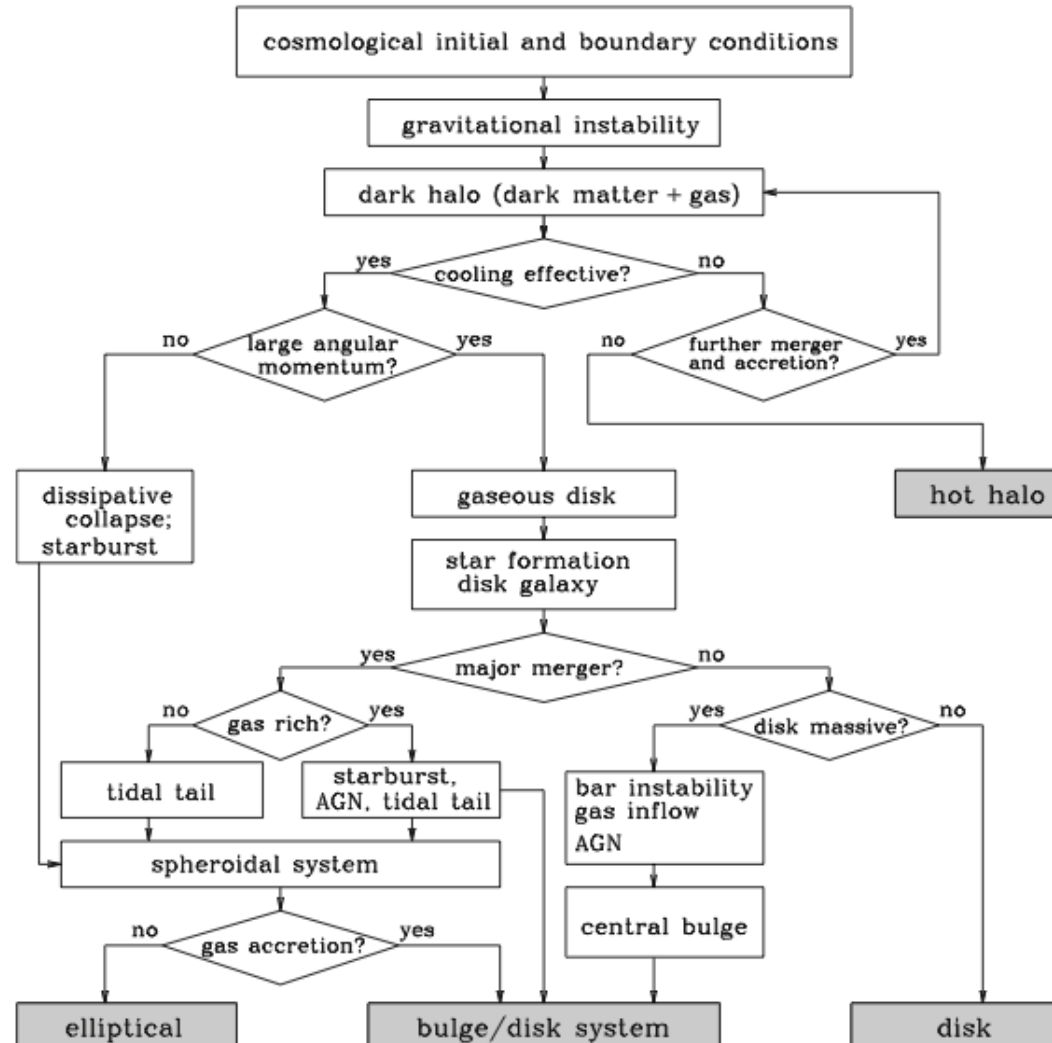 cosmological initial and boundary conditions
gravitational instability
dark halo (dark matter + gas)
yes
cooling effective?
no
no
large angular
momentum?
yes
no
further merger
and accretion?
yes
dissipative
collapse;
starburst
gaseous disk
hot halo
star formation
disk galaxy
yes
major merger?
no
no
gas rich?
yes
yes
disk massive?
no
tidal tail
starburst,
AGN, tidal tail
bar instability
gas inflow
AGN
spheroidal system
central bulge
no
gas accretion?
yes
elliptical
bulge/disk system
disk